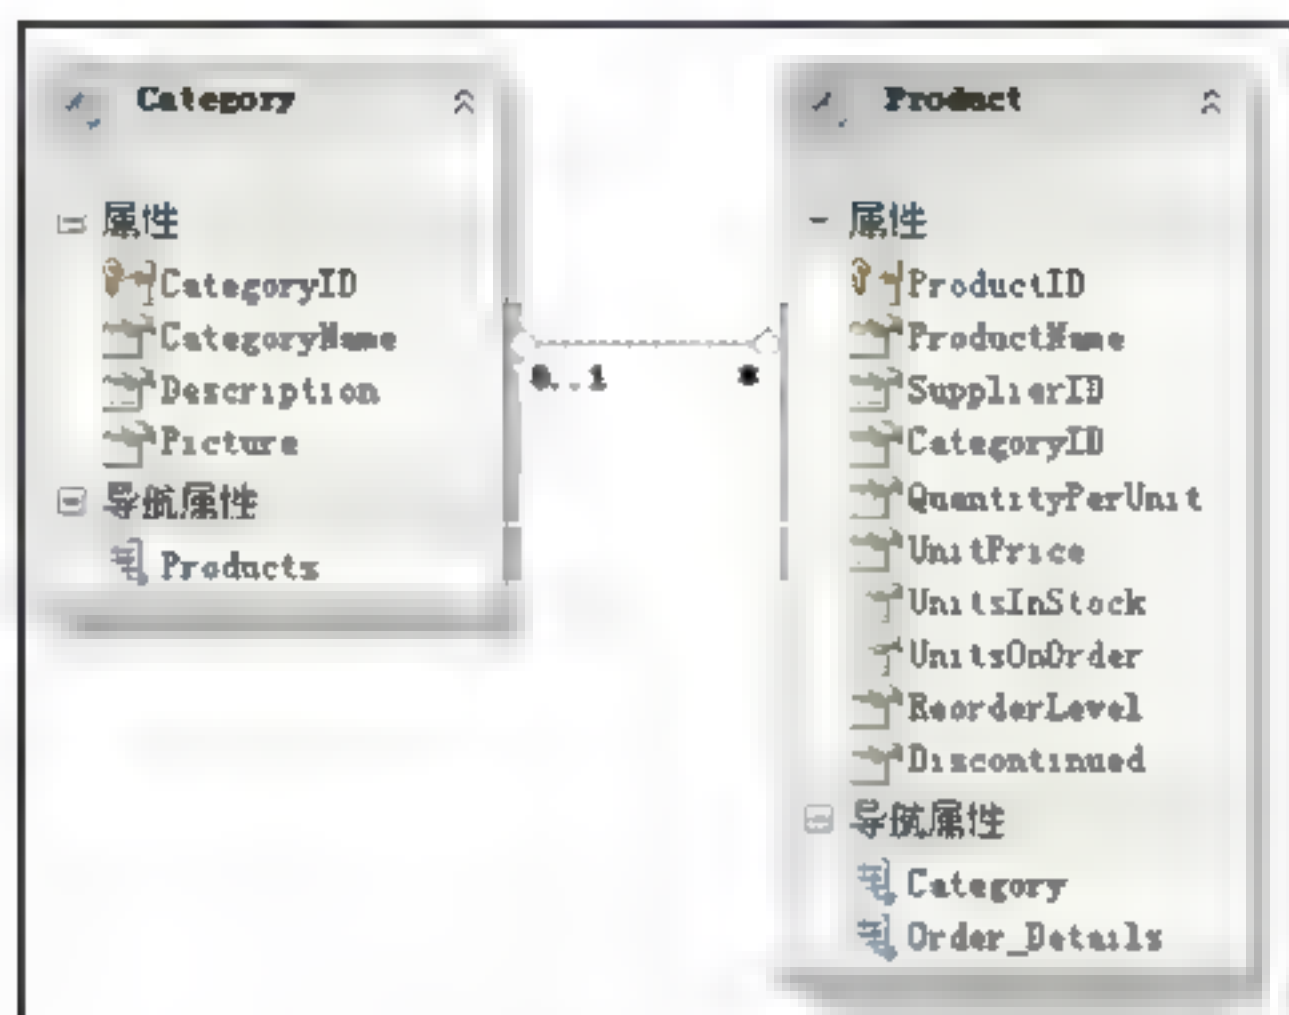 Category
属性
CategoryID
CategoryName
Description
Picture
导航属性
Products
0..1
*
Product
属性
ProductID
ProductName
SupplierID
CategoryID
QuantityPerUnit
UnitPrice
UnitsInStock
UnitsOnOrder
ReorderLevel
Discontinued
导航属性
Category
Order_Details